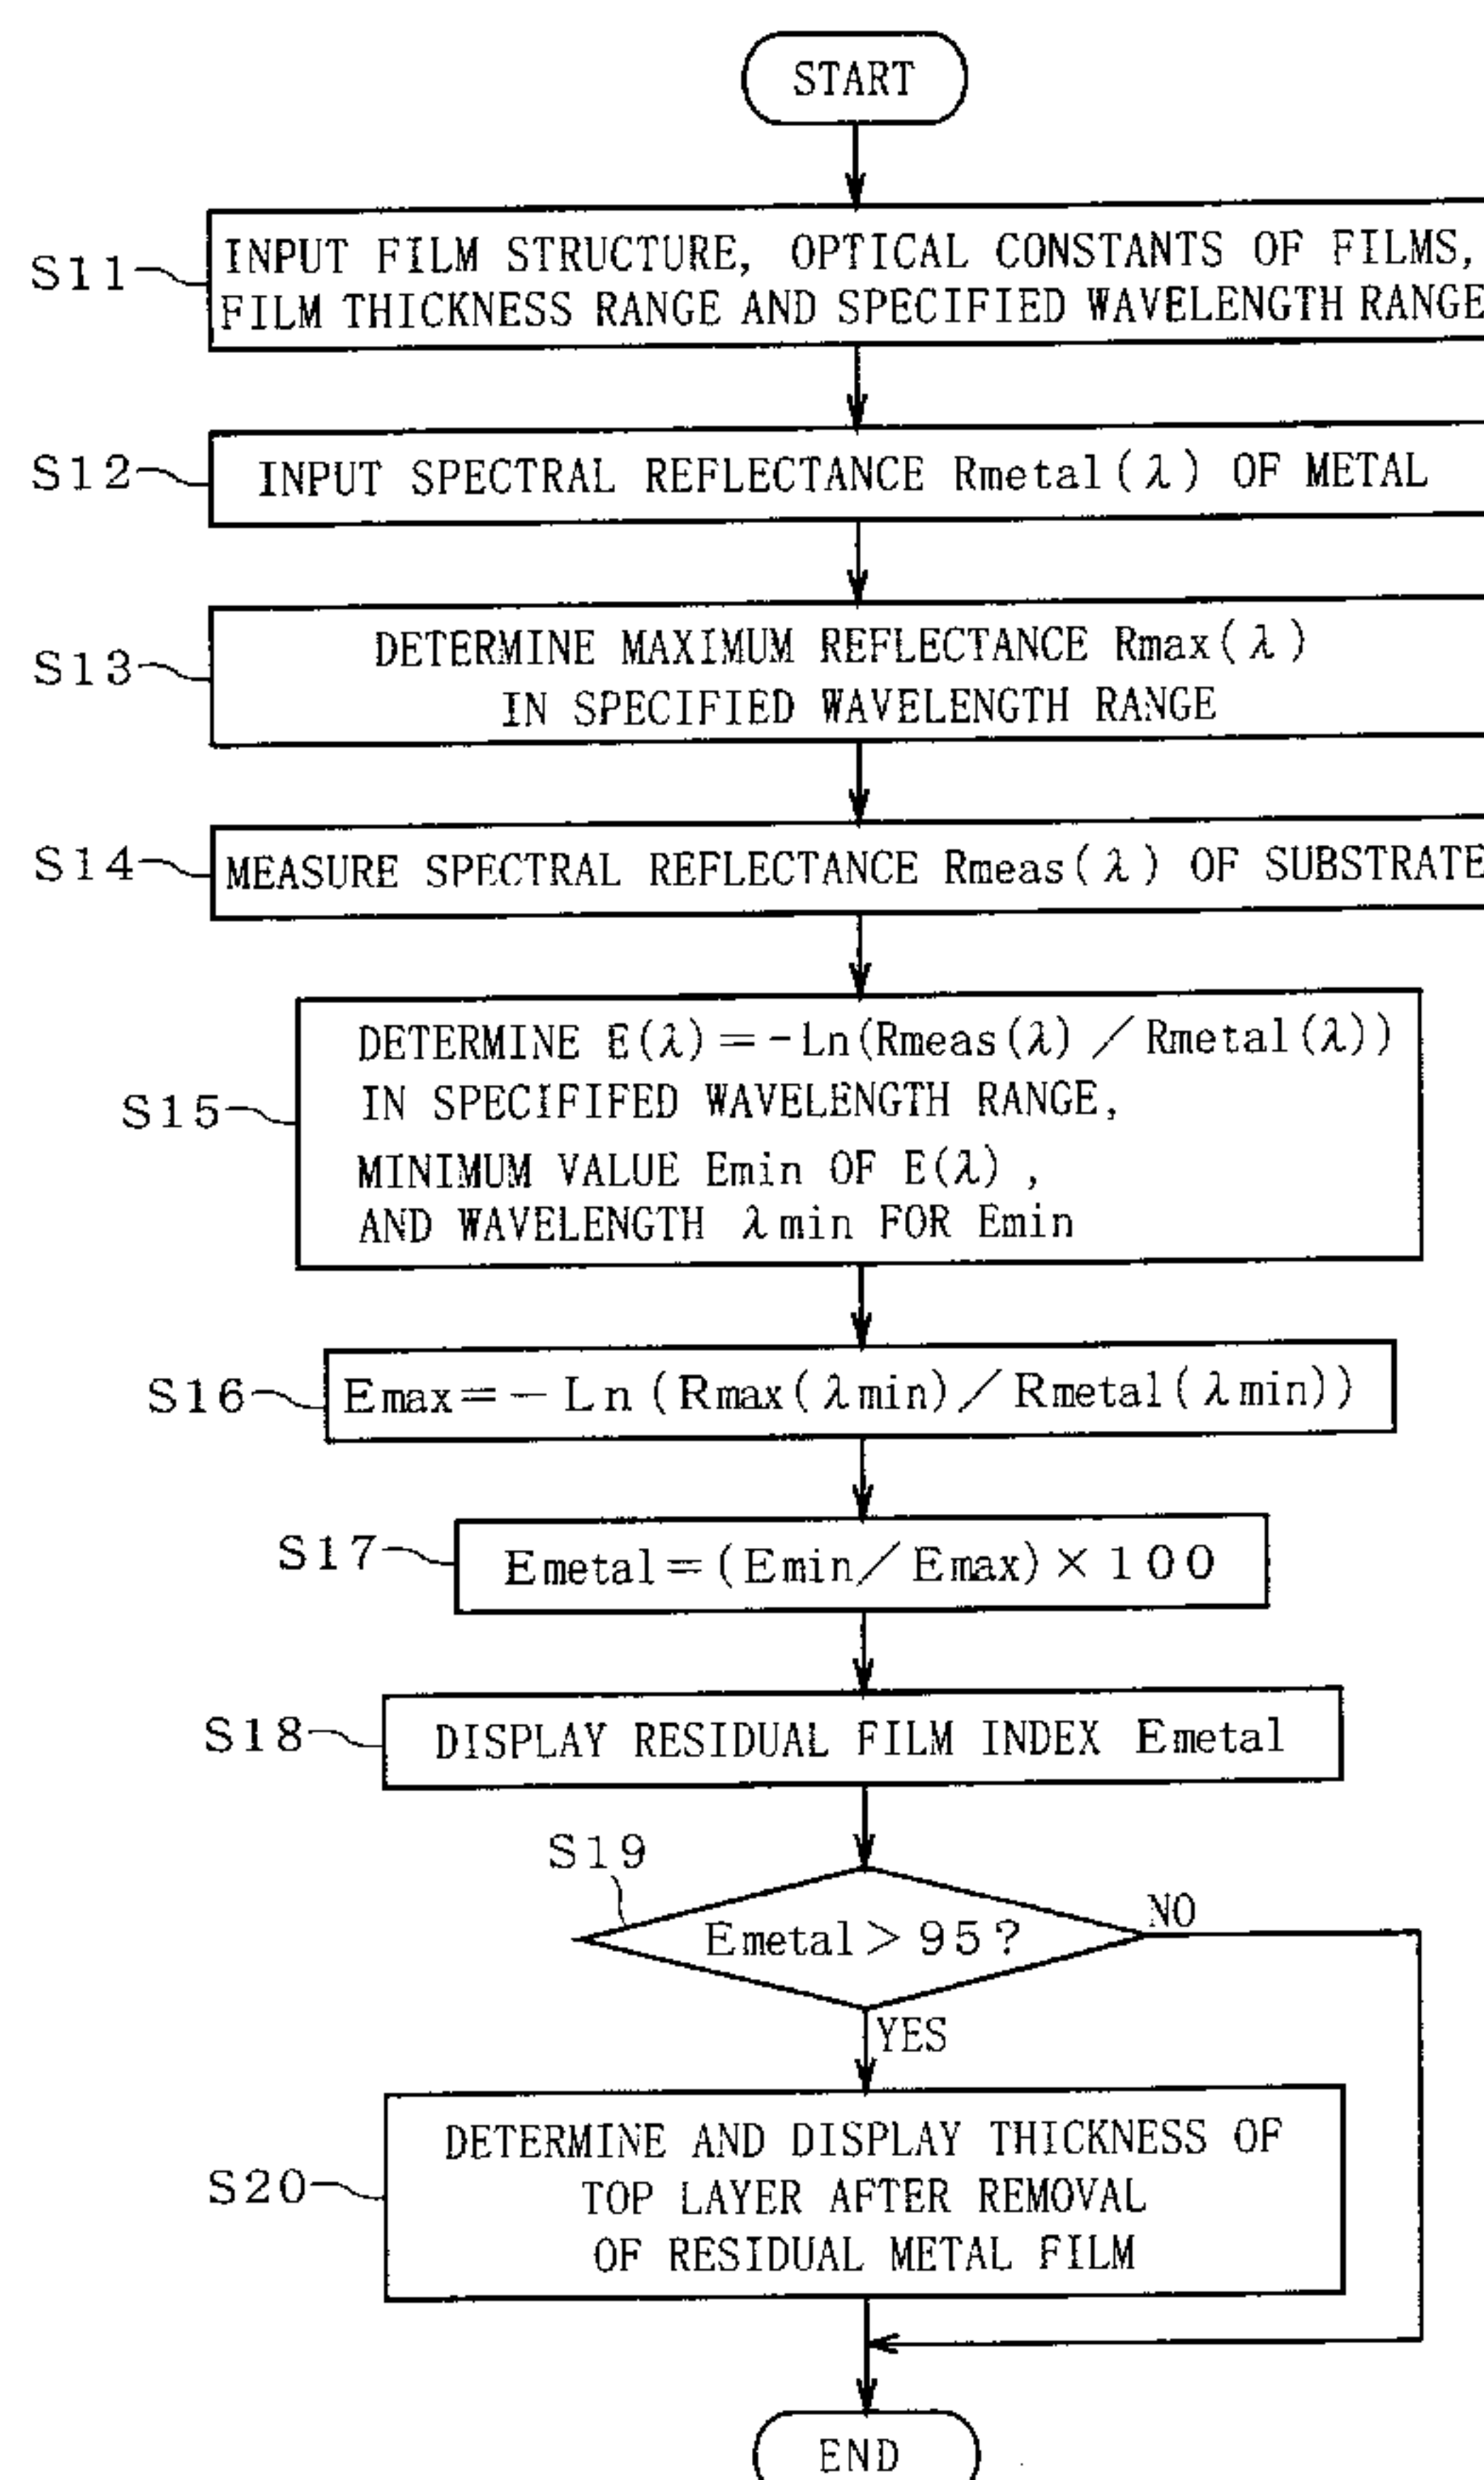 START
S11
INPUT FILM STRUCTURE, OPTICAL CONSTANTS OF FILMS,
FILM THICKNESS RANGE AND SPECIFIED WAVELENGTH RANGE
S12
INPUT SPECTRAL REFLECTANCE Rmetal(λ) OF METAL
S13
DETERMINE MAXIMUM REFLECTANCE Rmax(λ)
IN SPECIFIED WAVELENGTH RANGE
S14
MEASURE SPECTRAL REFLECTANCE Rmeas(λ) OF SUBSTRATE
S15
DETERMINE E(λ)=-Ln(Rmeas(λ)/Rmetal(λ))
IN SPECIFIFED WAVELENGTH RANGE,
MINIMUM VALUE Emin OF E(λ),
AND WAVELENGTH λmin FOR Emin
S16
Emax=-Ln(Rmax(λmin)/Rmetal(λmin))
S17
Emetal=(Emin/Emax)×100
S18
DISPLAY RESIDUAL FILM INDEX Emetal
S19
Emetal>95?
NO
YES
S20
DETERMINE AND DISPLAY THICKNESS OF
TOP LAYER AFTER REMOVAL
OF RESIDUAL METAL FILM
END